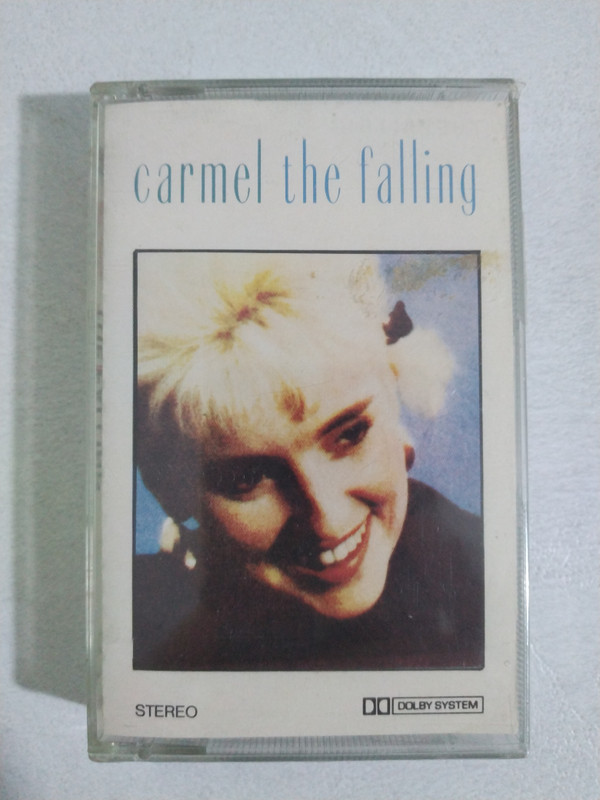 carmel the falling
STEREO
DOLBY SYSTEM